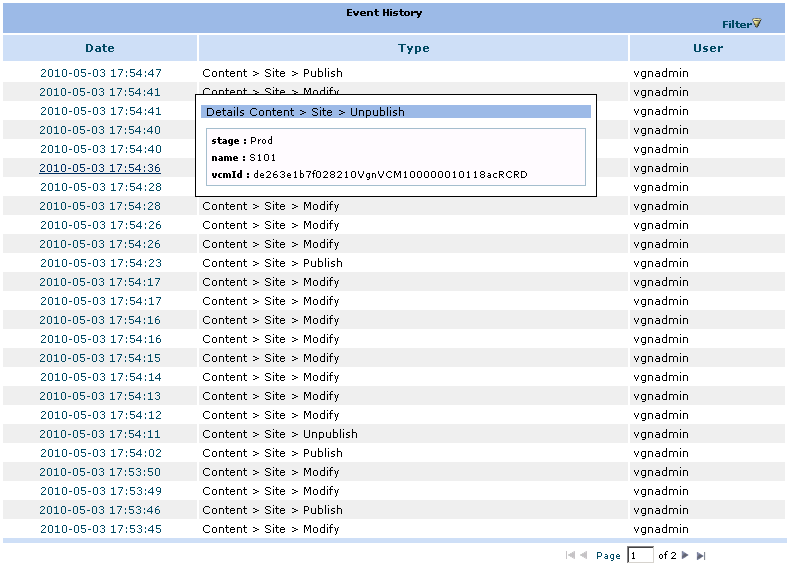 Event History
Filter
Date Type User
2010-05-03 17:54:47 Content > Site > Publish vgnadmin
2010-05-03 17:54:41 Content > Site > Modify vgnadmin
2010-05-03 17:54:41 vgnadmin
2010-05-03 17:54:40 vgnadmin
2010-05-03 17:54:40 vgnadmin
2010-05-03 17:54:36 vgnadmin
2010-05-03 17:54:28 vgnadmin
Details Content > Site > Unpublish
stage : Prod
name : S101
vcmId : de263e1b7f028210VgnVCM100000010118acRCRD
2010-05-03 17:54:28 Content > Site > Modify vgnadmin
2010-05-03 17:54:26 Content > Site > Modify vgnadmin
2010-05-03 17:54:26 Content > Site > Modify vgnadmin
2010-05-03 17:54:23 Content > Site > Publish vgnadmin
2010-05-03 17:54:17 Content > Site > Modify vgnadmin
2010-05-03 17:54:17 Content > Site > Modify vgnadmin
2010-05-03 17:54:16 Content > Site > Modify vgnadmin
2010-05-03 17:54:16 Content > Site > Modify vgnadmin
2010-05-03 17:54:15 Content > Site > Modify vgnadmin
2010-05-03 17:54:14 Content > Site > Modify vgnadmin
2010-05-03 17:54:13 Content > Site > Modify vgnadmin
2010-05-03 17:54:12 Content > Site > Modify vgnadmin
2010-05-03 17:54:11 Content > Site > Unpublish vgnadmin
2010-05-03 17:54:02 Content > Site > Publish vgnadmin
2010-05-03 17:53:50 Content > Site > Modify vgnadmin
2010-05-03 17:53:49 Content > Site > Modify vgnadmin
2010-05-03 17:53:46 Content > Site > Publish vgnadmin
2010-05-03 17:53:45 Content > Site > Modify vgnadmin
Page 1 of 2